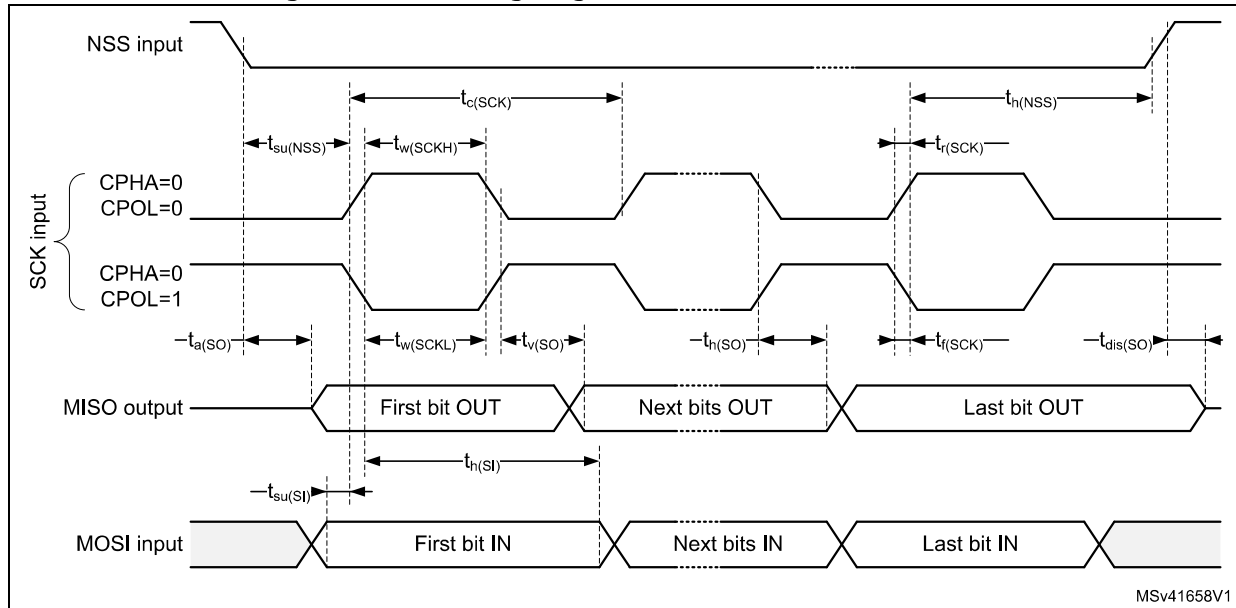 NSS input
tc(SCK)
th(NSS)
tsu(NSS)
tw(SCKH)
tr(SCK)
SCK input
CPHA=0
CPOL=0
CPHA=0
CPOL=1
ta(SO)
tw(SCKL)
tv(SO)
th(SO)
tf(SCK)
tdis(SO)
MISO output
First bit OUT
Next bits OUT
Last bit OUT
th(SI)
tsu(SI)
MOSI input
First bit IN
Next bits IN
Last bit IN
MSv41658V1